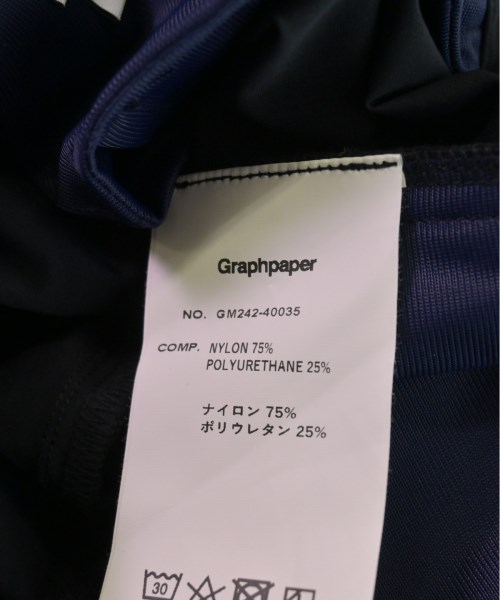 Graphpaper
NO. GM242-40035
COMP. NYLON 75%
POLYURETHANE 25%
ナイロン 75%
ポリウレタン 25%
30